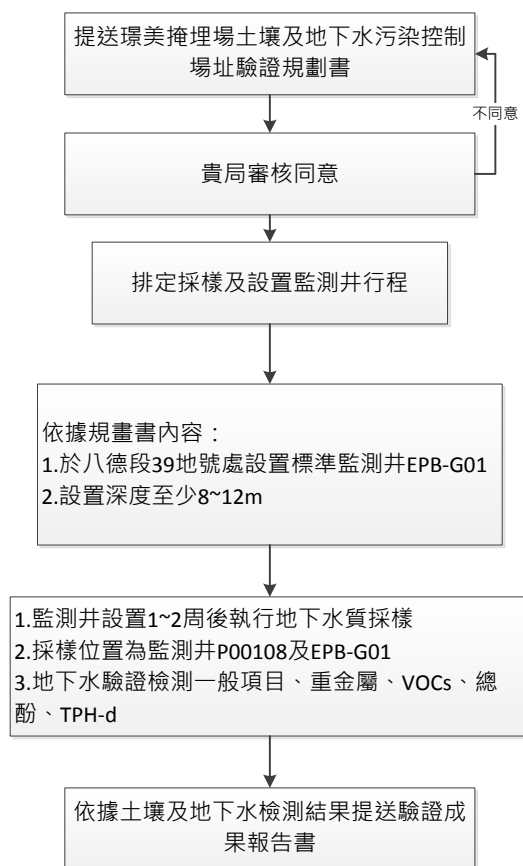 提送璟美掩埋場土壤及地下水污染控制
場址驗證規劃書
不同意
貴局審核同意
排定採樣及設置監測井行程
依據規畫書內容：
1.於八德段39地號處設置標準監測井EPB-G01
2.設置深度至少8~12m
1.監測井設置1~2周後執行地下水質採樣
2.採樣位置為監測井P00108及EPB-G01
3.地下水驗證檢測一般項目、重金屬、VOCs、總
酚、TPH-d
依據土壤及地下水檢測結果提送驗證成
果報告書